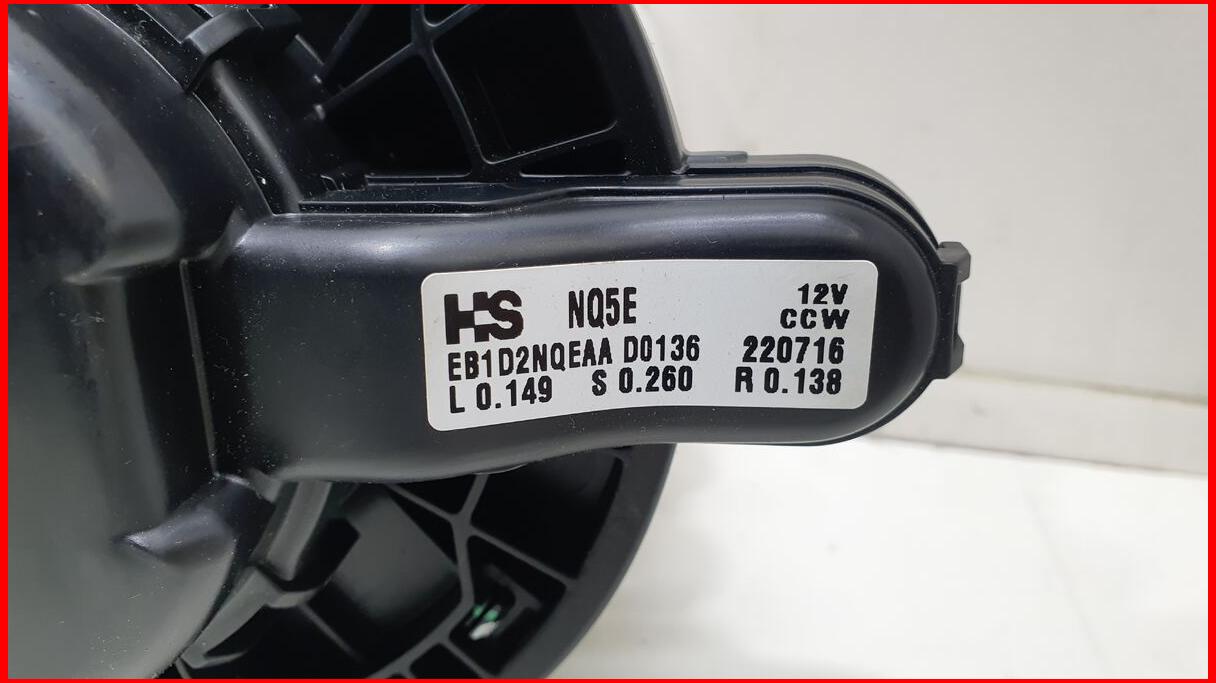 HS NQ5E 12V
CCW
EB1D2NQEAA D0136 220716
L 0.149 S 0.260 R 0.138